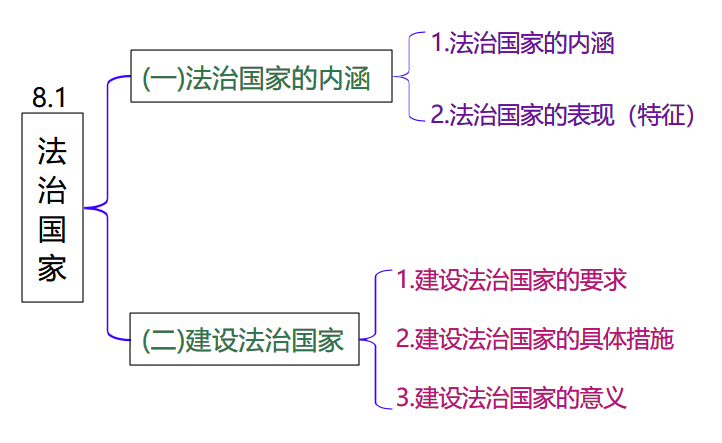 8.1
法治国家
(一)法治国家的内涵
1.法治国家的内涵
2.法治国家的表现（特征）
(二)建设法治国家
1.建设法治国家的要求
2.建设法治国家的具体措施
3.建设法治国家的意义